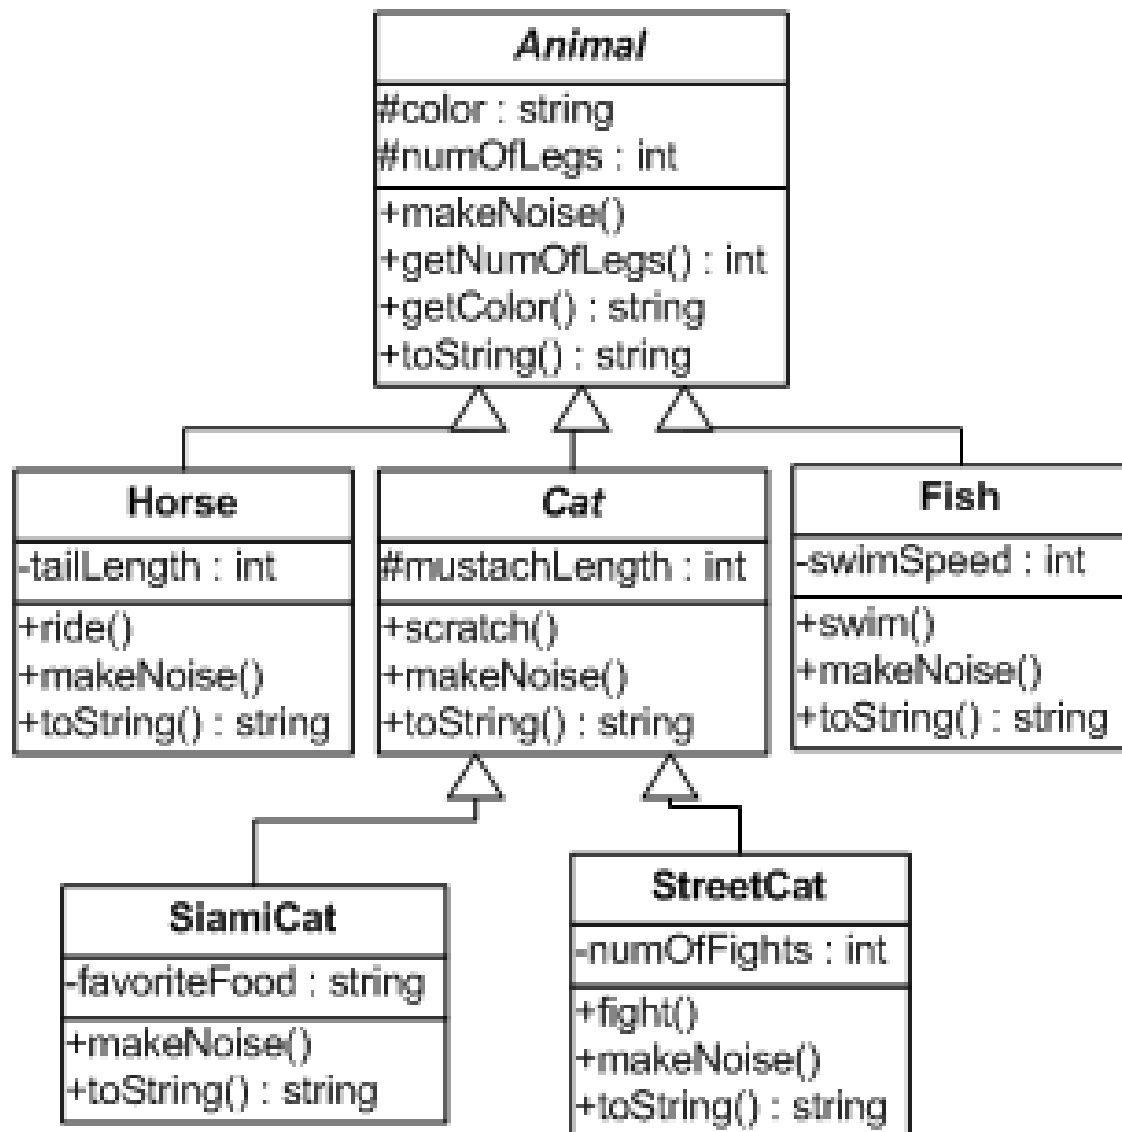 Animal
#color : string
#numOfLegs : int
+makeNoise()
+getNumOfLegs() : int
+getColor() : string
+toString() : string
Horse
-tailLength : int
+ride()
+makeNoise()
+toString() : string
Cat
#mustachLength : int
+scratch()
+makeNoise()
+toString() : string
Fish
-swimSpeed : int
+swim()
+makeNoise()
+toString() : string
SiamiCat
-favoriteFood : string
+makeNoise()
+toString() : string
StreetCat
-numOfFights : int
+fight()
+makeNoise()
+toString() : string